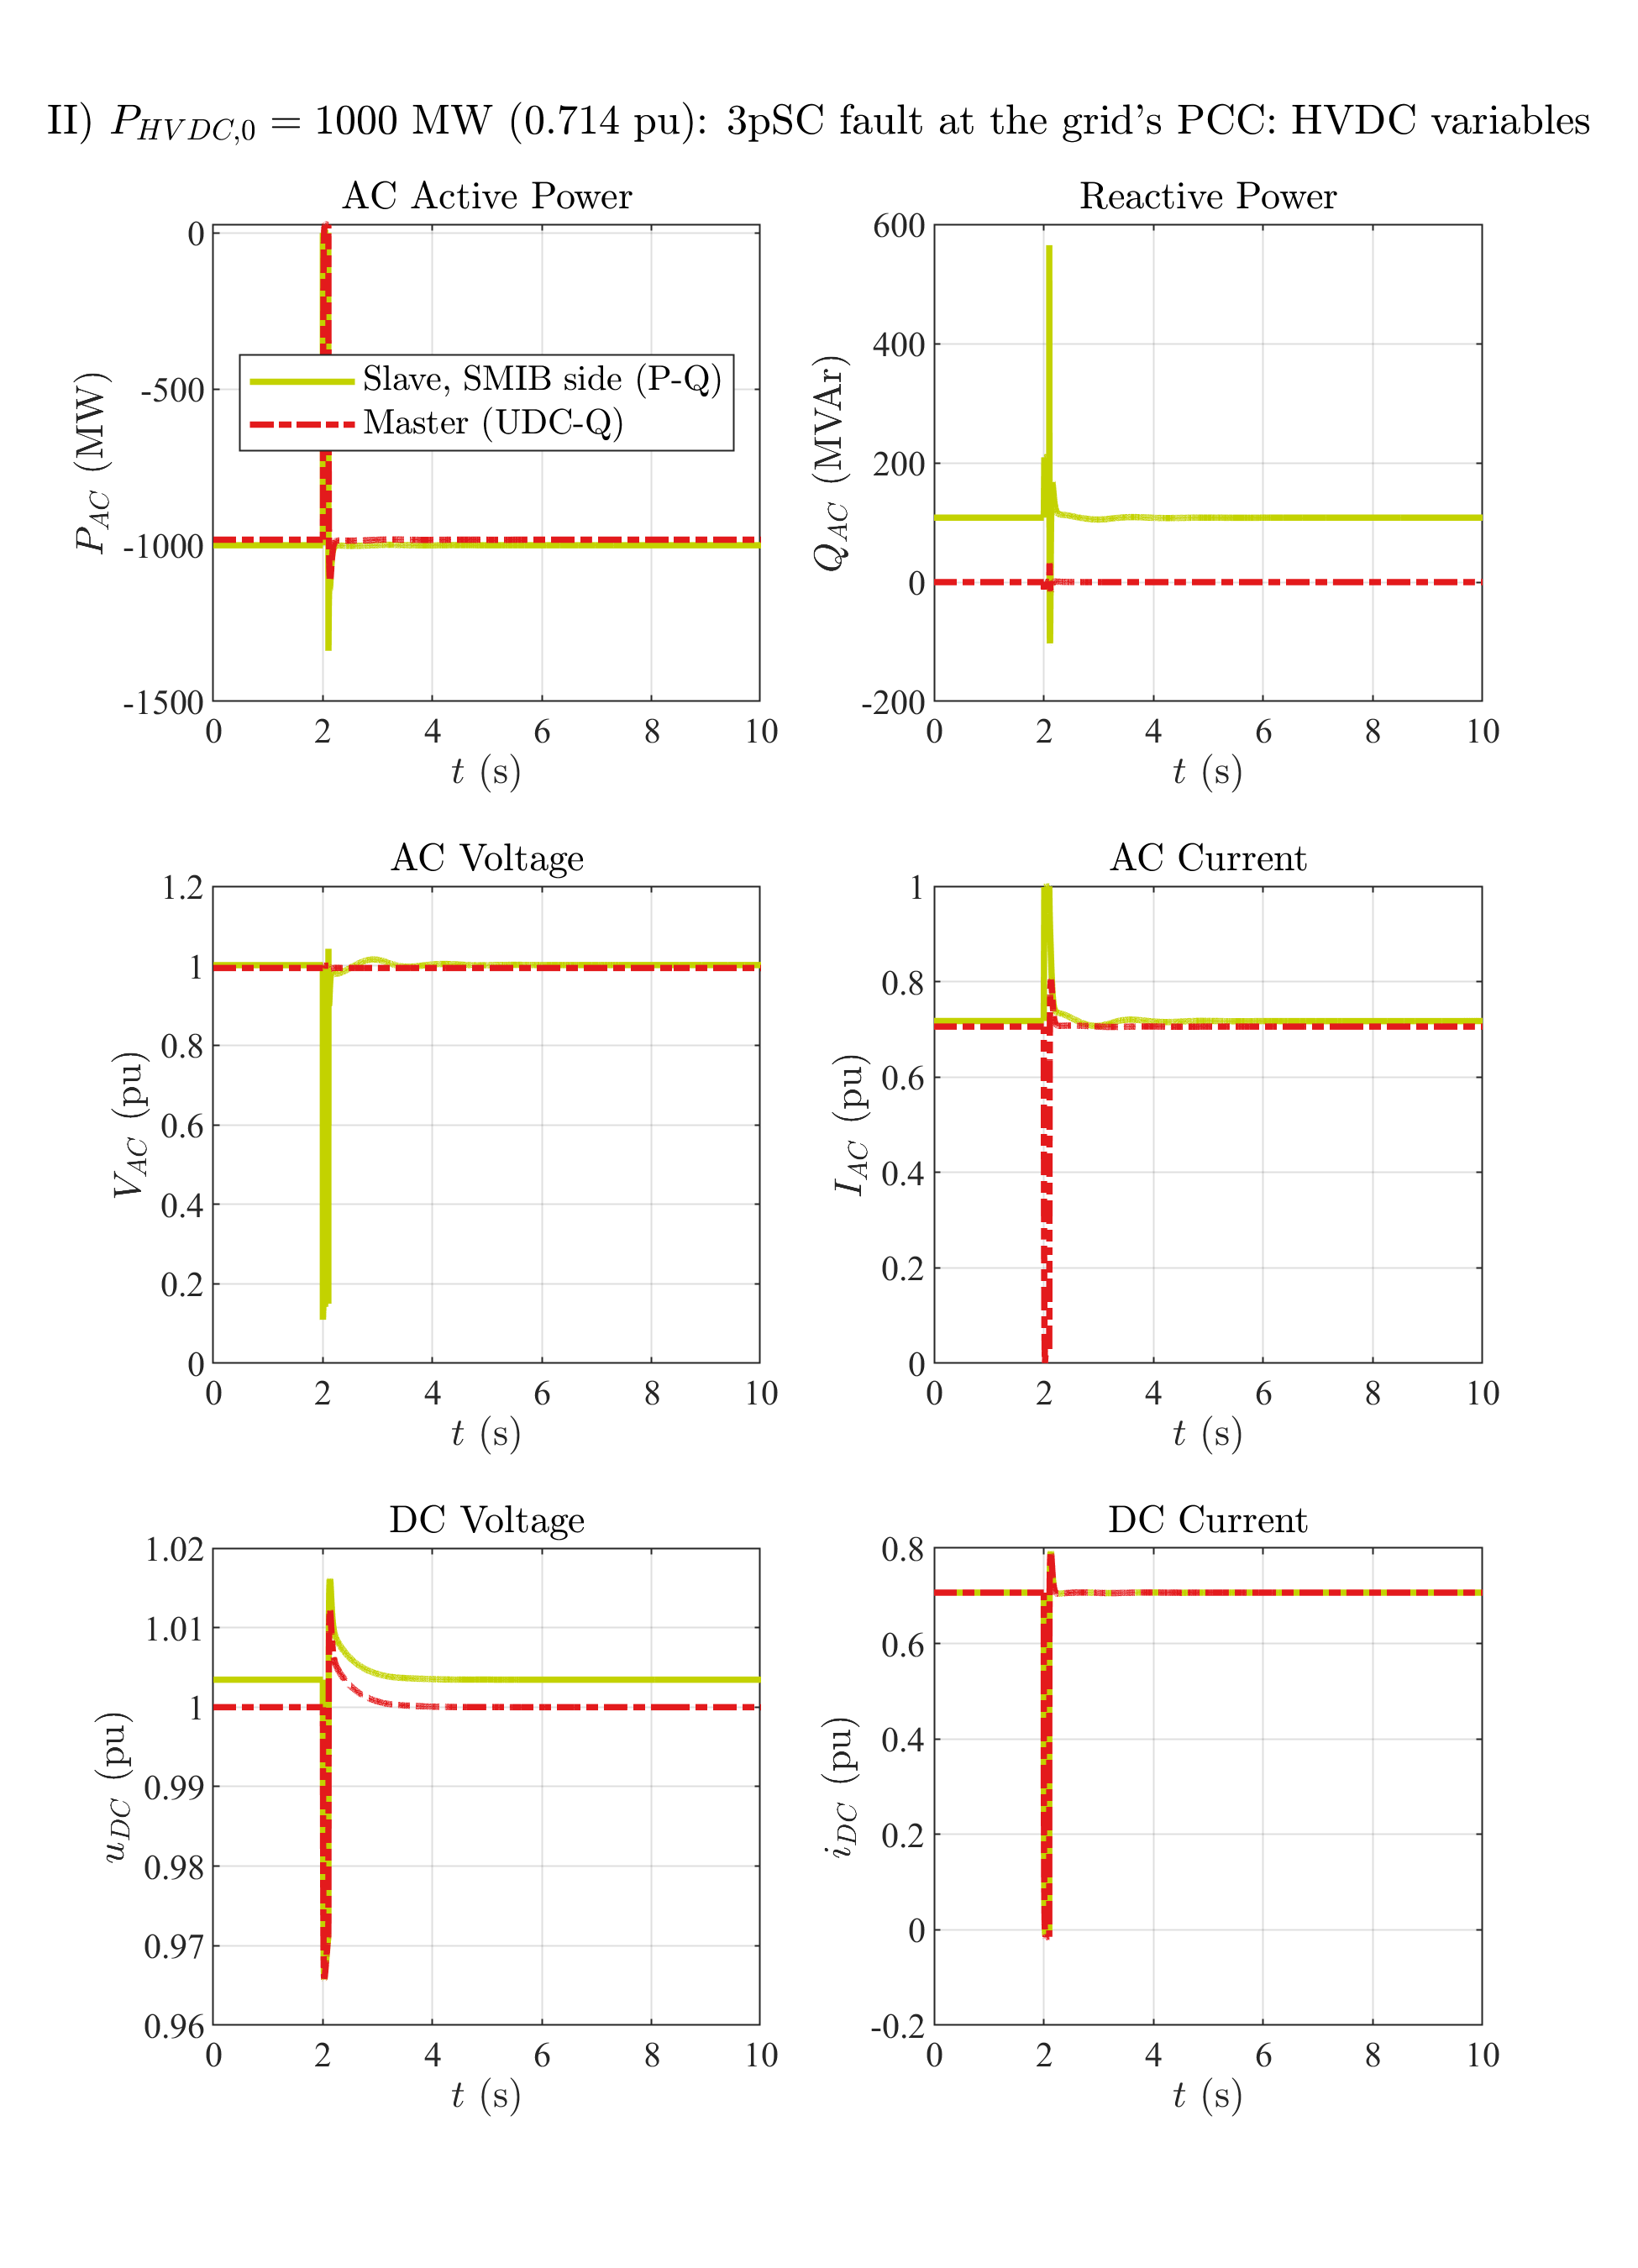 II) P_{HVDC,0} = 1000 MW (0.714 pu): 3pSC fault at the grid's PCC: HVDC variables
AC Active Power
P_{AC} (MW)
0
-500
-1000
-1500
Slave, SMIB side (P-Q)
Master (UDC-Q)
0 2 4 6 8 10
t (s)
Reactive Power
Q_{AC} (MVAr)
600
400
200
0
-200
0 2 4 6 8 10
t (s)
AC Voltage
V_{AC} (pu)
1.2
1
0.8
0.6
0.4
0.2
0
0 2 4 6 8 10
t (s)
AC Current
I_{AC} (pu)
1
0.8
0.6
0.4
0.2
0
0 2 4 6 8 10
t (s)
DC Voltage
u_{DC} (pu)
1.02
1.01
1
0.99
0.98
0.97
0.96
0 2 4 6 8 10
t (s)
DC Current
i_{DC} (pu)
0.8
0.6
0.4
0.2
0
-0.2
0 2 4 6 8 10
t (s)